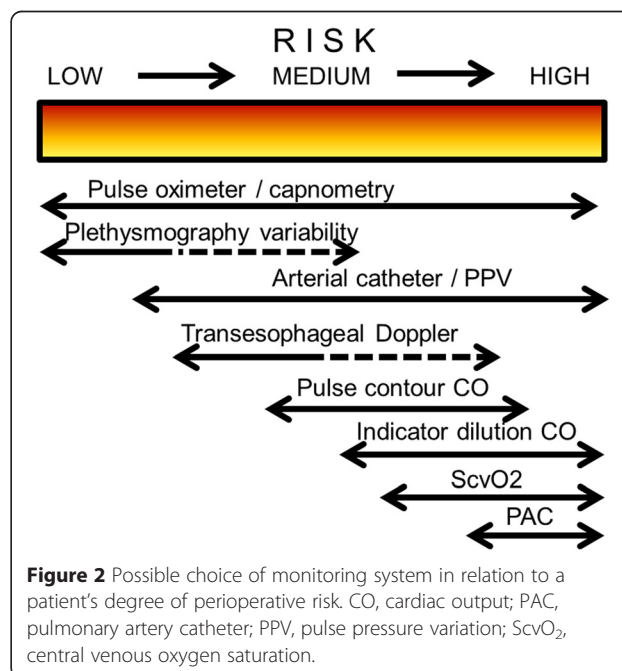 RISK
LOW MEDIUM HIGH
Pulse oximeter / capnometry
Plethysmography variability
Arterial catheter / PPV
Transesophageal Doppler
Pulse contour CO
Indicator dilution CO
ScvO2
PAC
Figure 2 Possible choice of monitoring system in relation to a
patient's degree of perioperative risk. CO, cardiac output; PAC,
pulmonary artery catheter; PPV, pulse pressure variation; ScvO₂,
central venous oxygen saturation.